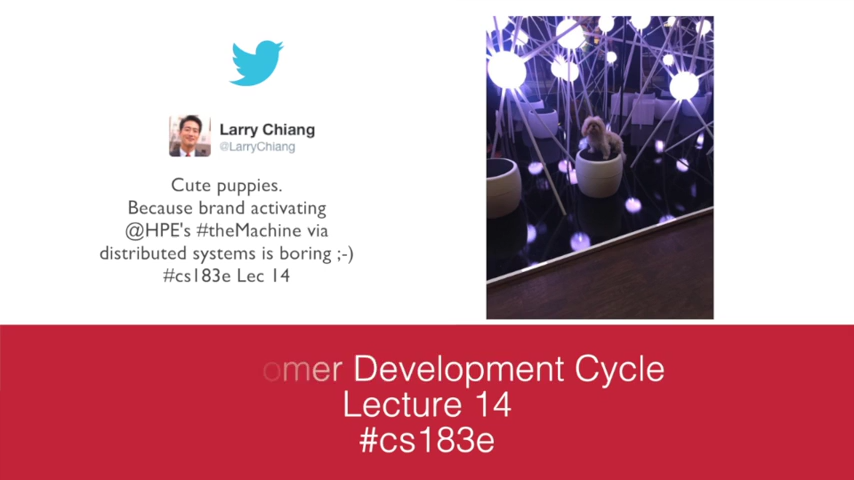 Larry Chiang
@LarryChiang
Cute puppies.
Because brand activating
@HPE's #theMachine via
distributed systems is boring ;-)
#cs183e Lec 14
omer Development Cycle
Lecture 14
#cs183e